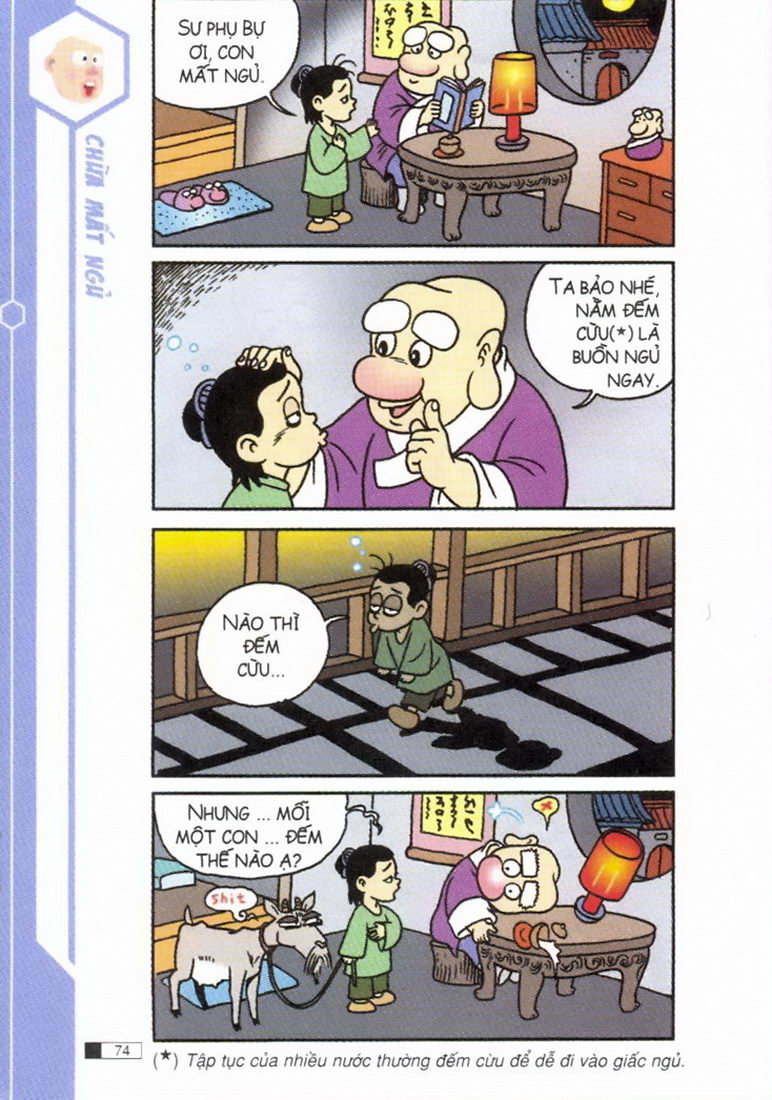 CHỮA MẤT NGỦ
SƯ PHỤ BỰ
ƠI, CON
MẤT NGỦ.
TA BẢO NHÉ,
NẰM ĐẾM
CỪU(*) LÀ
BUỒN NGỦ
NGAY.
NÀO THÌ
ĐẾM
CỪU...
NHƯNG ... MỖI
MỘT CON ... ĐẾM
THẾ NÀO Ạ?
Shit
74
(★) Tập tục của nhiều nước thường đếm cừu để dễ đi vào giấc ngủ.